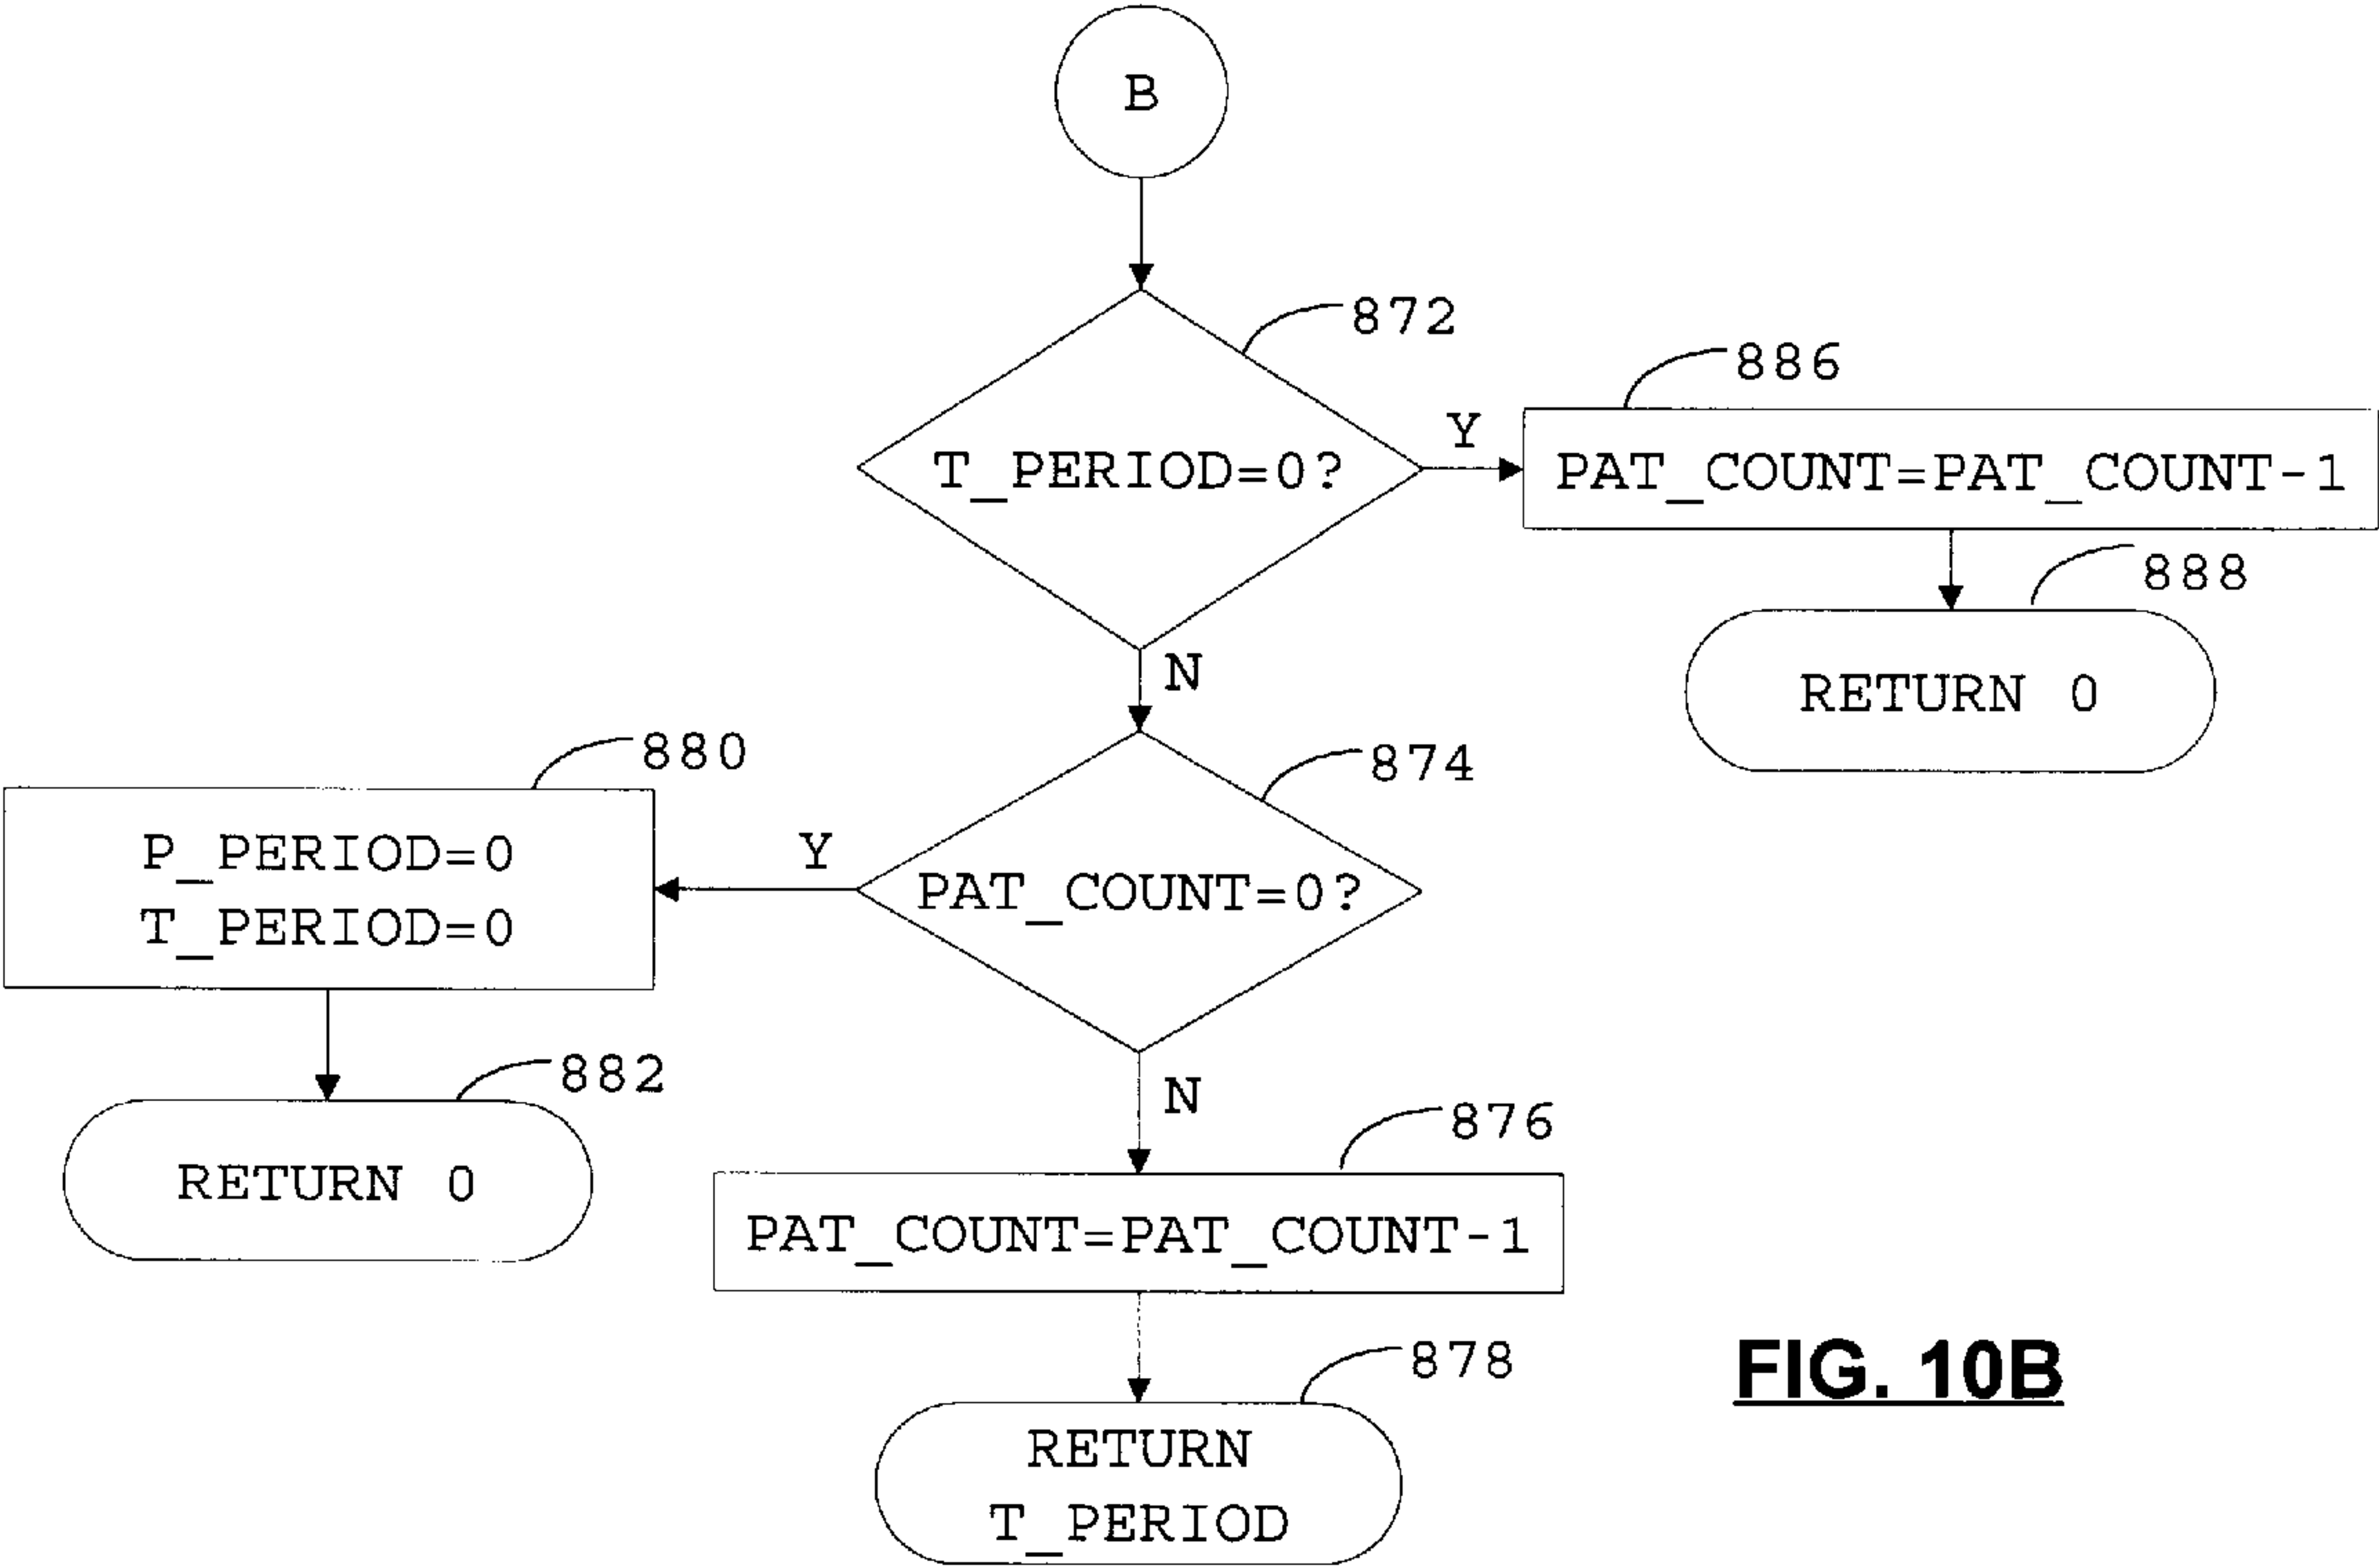 B
872
886
T_PERIOD=0?
Y
PAT_COUNT=PAT_COUNT-1
888
N
RETURN 0
880
874
P_PERIOD=0
T_PERIOD=0
Y
PAT_COUNT=0?
882
N
876
RETURN 0
PAT_COUNT=PAT_COUNT-1
878
RETURN
T_PERIOD
FIG. 10B